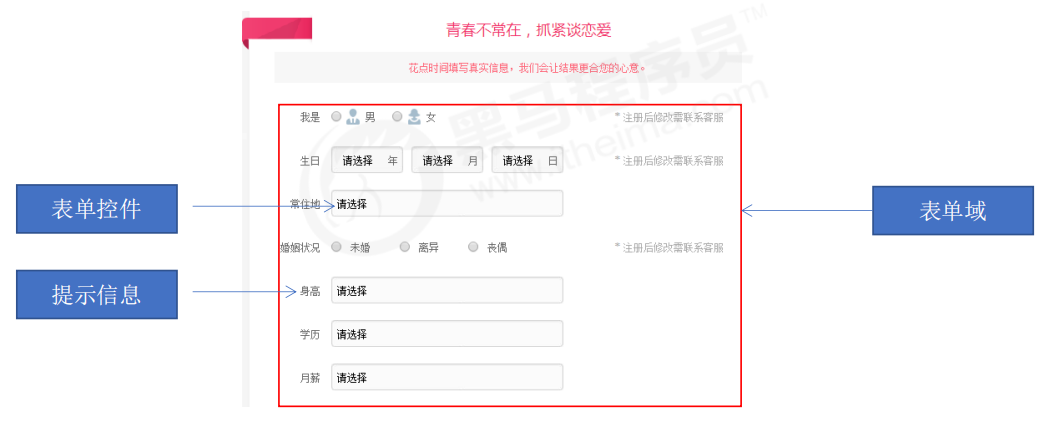 青春不常在，抓紧谈恋爱
花点时间填写真实信息，我们会让结果更合您的心意。
我是 男 女 *注册后修改需联系客服
生日 请选择 年 请选择 月 请选择 日 *注册后修改需联系客服
表单控件
常住地 请选择
表单域
婚姻状况 未婚 离异 丧偶 *注册后修改需联系客服
提示信息
身高 请选择
学历 请选择
月薪 请选择
黑马程序员TM
www.itheima.com